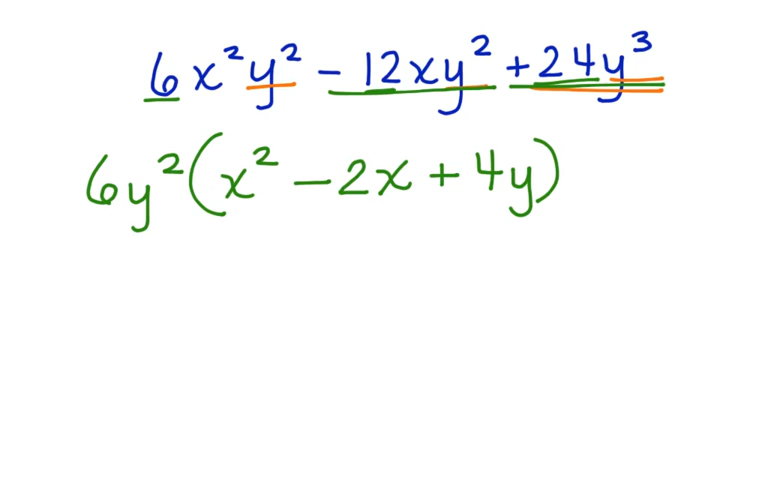 6x²y² - 12xy² + 24y³
6y²(x² - 2x + 4y)